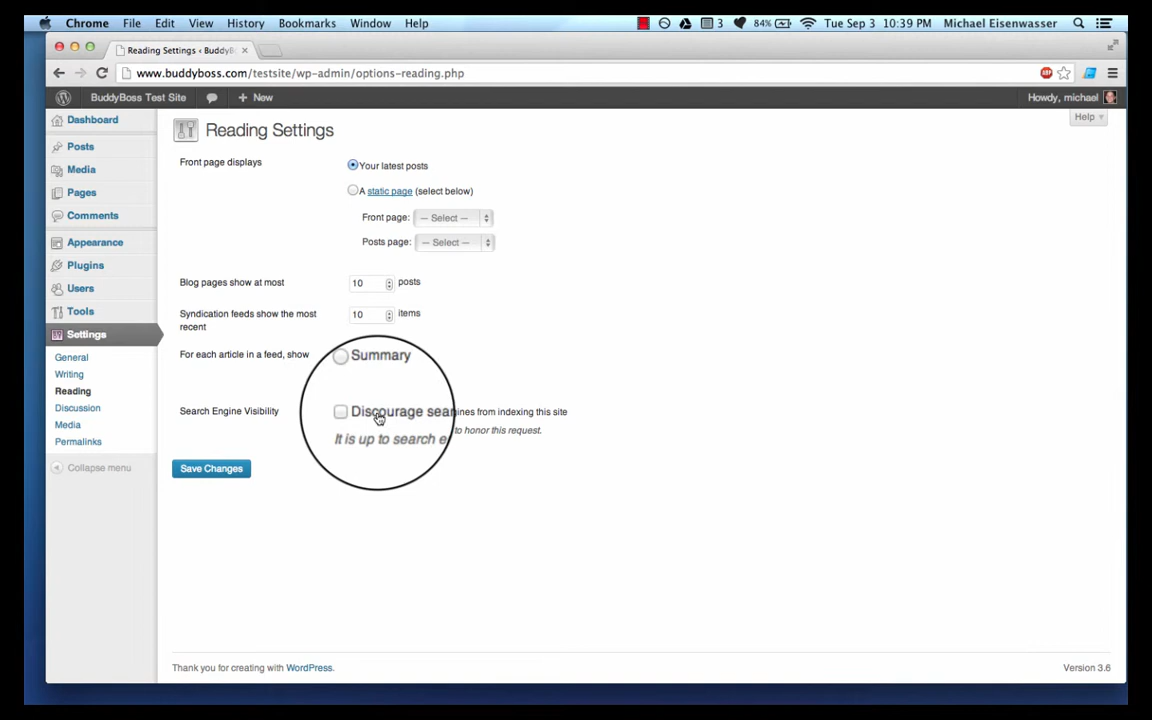 Chrome File Edit View History Bookmarks Window Help 3 84% Tue Sep 3 10:39 PM Michael Eisenwasser
Reading Settings ‹ BuddyB
www.buddyboss.com/testsite/wp-admin/options-reading.php
BuddyBoss Test Site + New Howdy, michael
Help
Dashboard
Posts
Media
Pages
Comments
Appearance
Plugins
Users
Tools
Settings
General
Writing
Reading
Discussion
Media
Permalinks
Collapse menu
Reading Settings
Front page displays
Your latest posts
A static page (select below)
Front page: — Select —
Posts page: — Select —
Blog pages show at most 10 posts
Syndication feeds show the most recent 10 items
For each article in a feed, show
Summary
Search Engine Visibility
Discourage sear ines from indexing this site
It is up to search e to honor this request.
Save Changes
Thank you for creating with WordPress.
Version 3.6